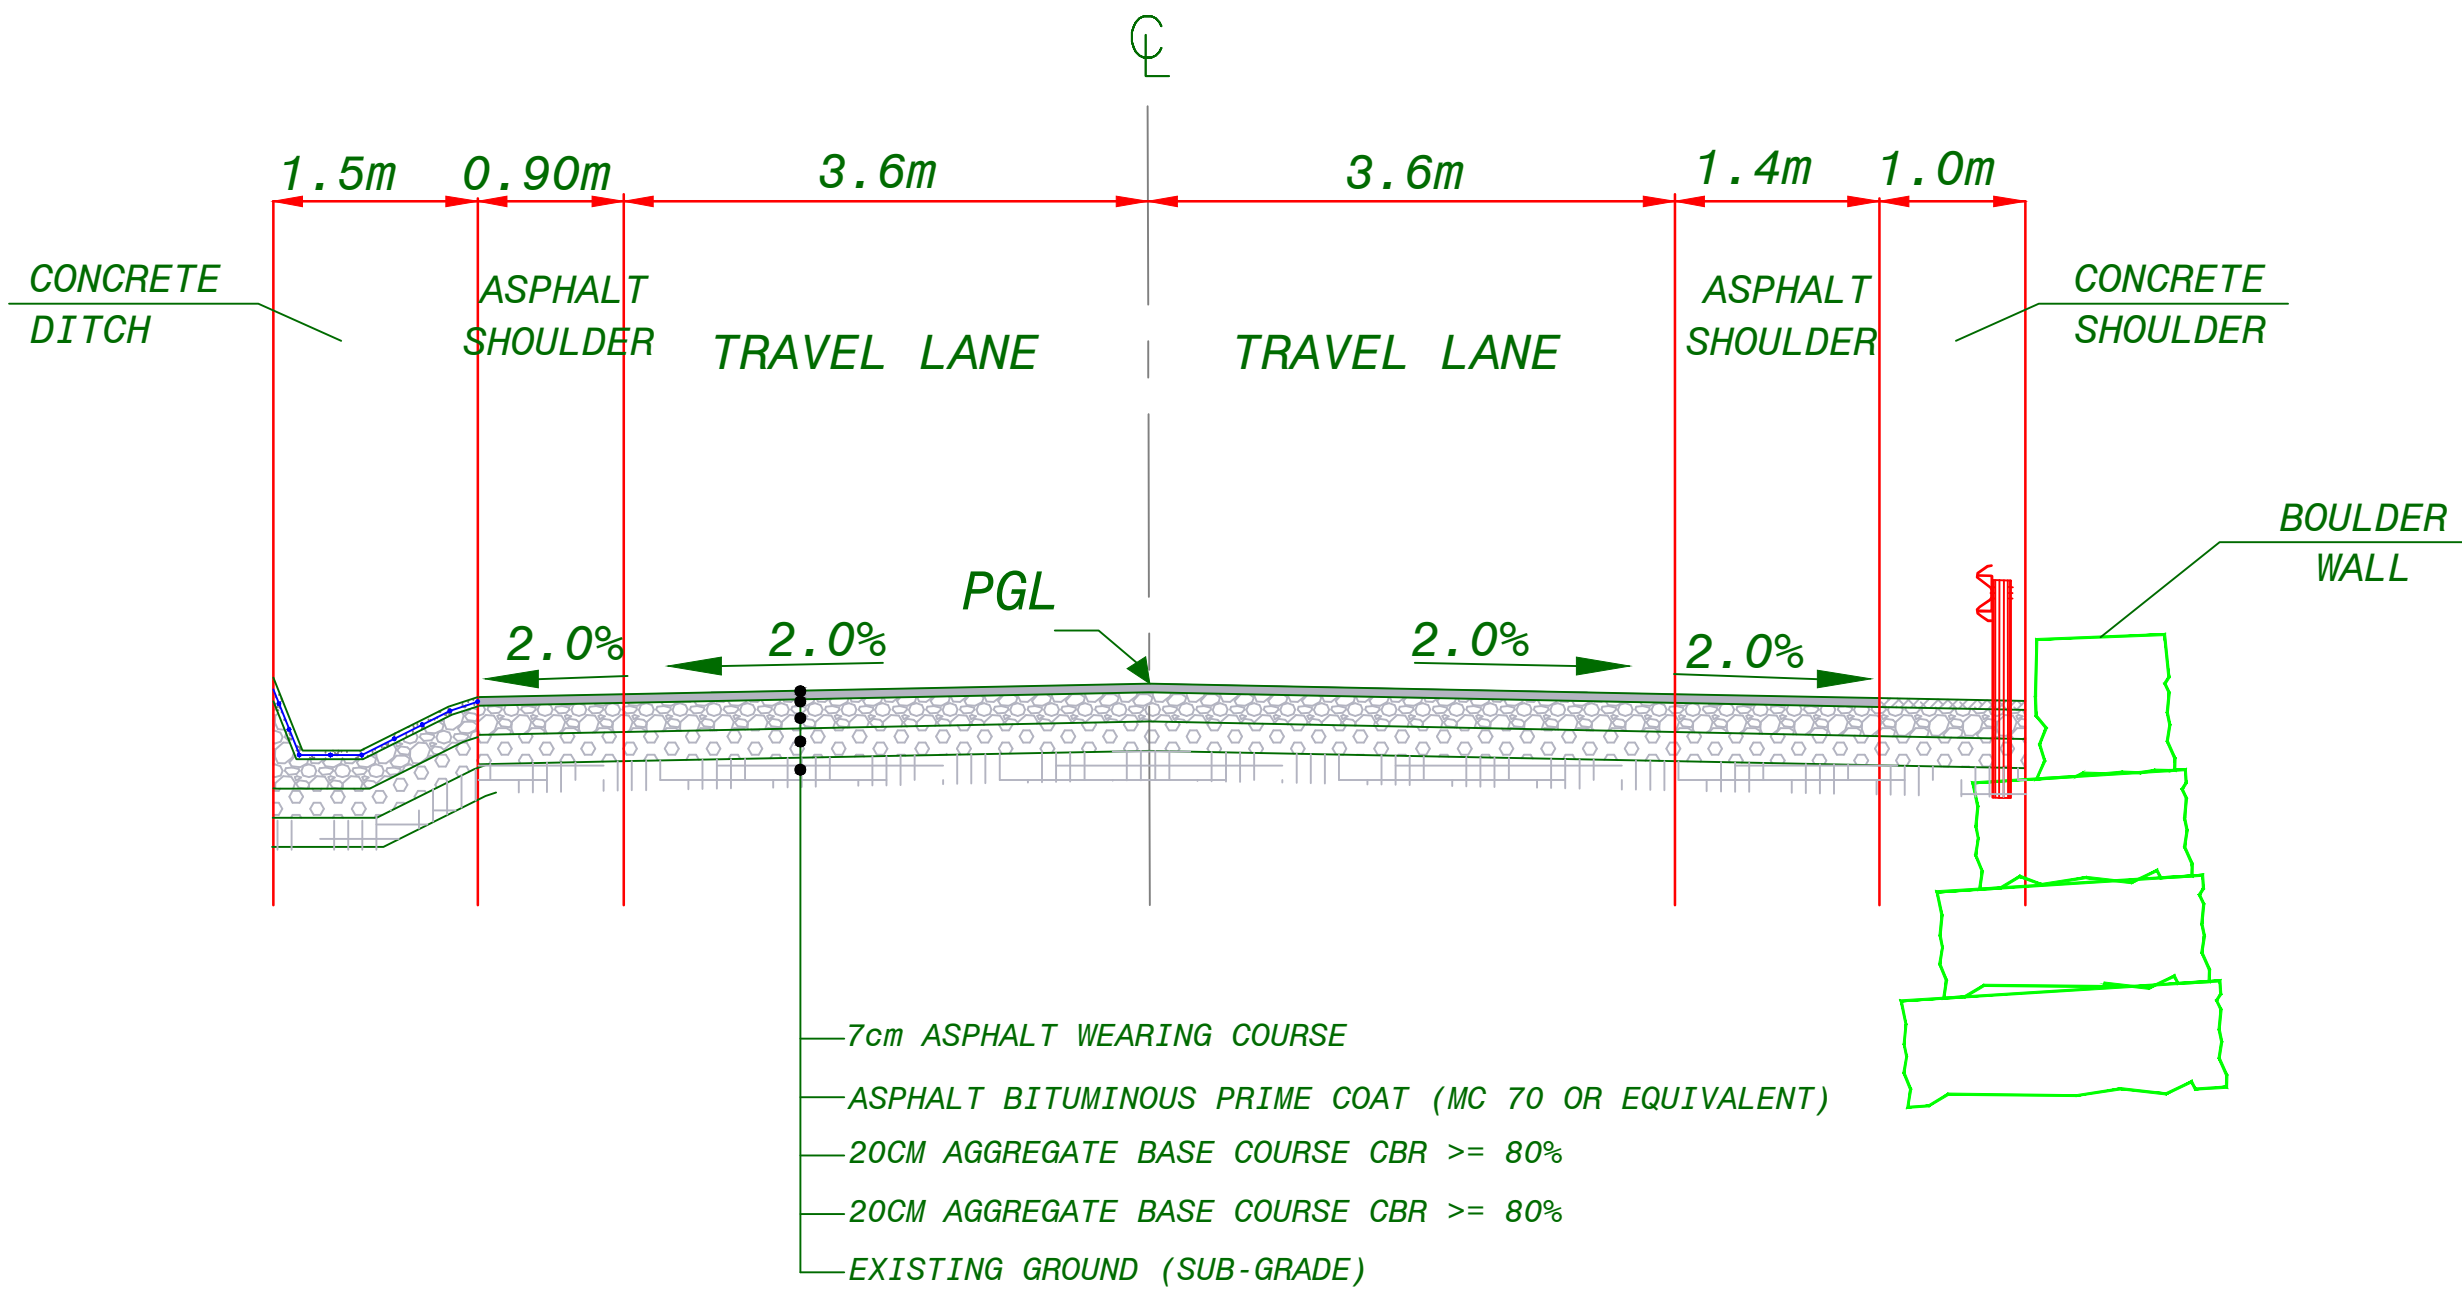 ℄
1.5m 0.90m 3.6m 3.6m 1.4m 1.0m
CONCRETE
DITCH
ASPHALT
SHOULDER
TRAVEL LANE
TRAVEL LANE
ASPHALT
SHOULDER
CONCRETE
SHOULDER
BOULDER
WALL
PGL
2.0% 2.0% 2.0% 2.0%
7cm ASPHALT WEARING COURSE
ASPHALT BITUMINOUS PRIME COAT (MC 70 OR EQUIVALENT)
20CM AGGREGATE BASE COURSE CBR >= 80%
20CM AGGREGATE BASE COURSE CBR >= 80%
EXISTING GROUND (SUB-GRADE)